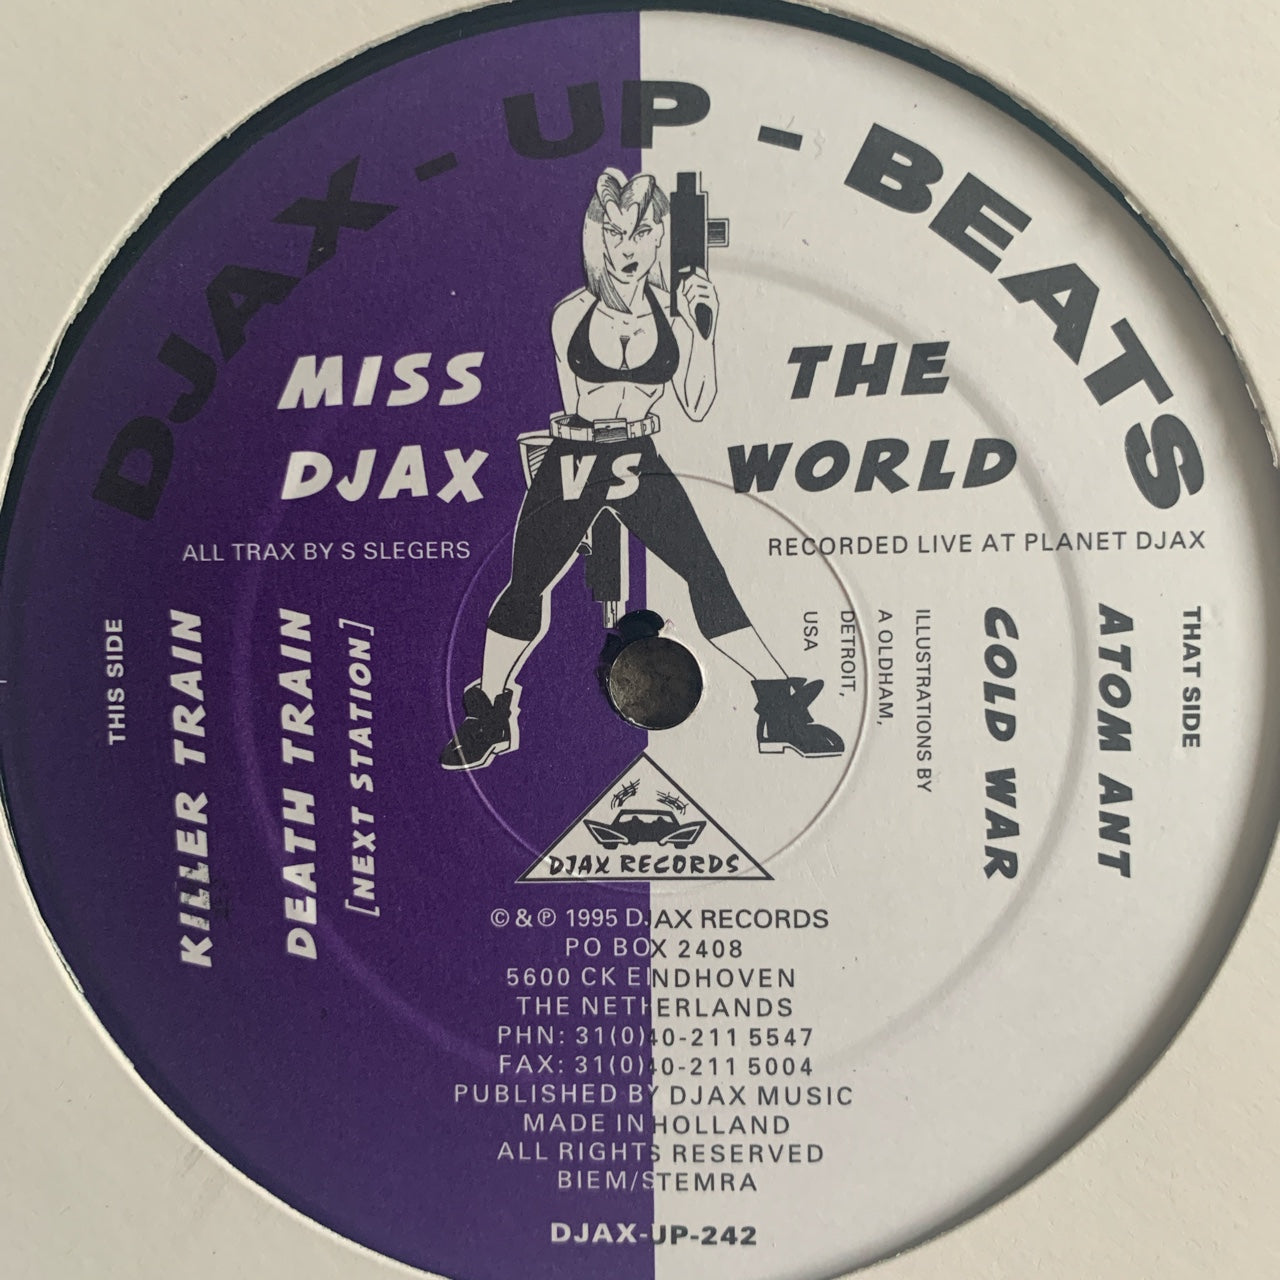 DJAX-UP-BEATS
MISS
DJAX
VS
THE
WORLD
ALL TRAX BY S SLEGERS
RECORDED LIVE AT PLANET DJAX
THIS SIDE
KILLER TRAIN
DEATH TRAIN
[NEXT STATION]
THAT SIDE
ATOM ANT
COLD WAR
ILLUSTRATIONS BY
A OLDHAM,
DETROIT,
USA
DJAX RECORDS
© & ℗ 1995 DJAX RECORDS
PO BOX 2408
5600 CK EINDHOVEN
THE NETHERLANDS
PHN: 31(0)40-211 5547
FAX: 31(0)40-211 5004
PUBLISHED BY DJAX MUSIC
MADE IN HOLLAND
ALL RIGHTS RESERVED
BIEM/STEMRA
DJAX-UP-242